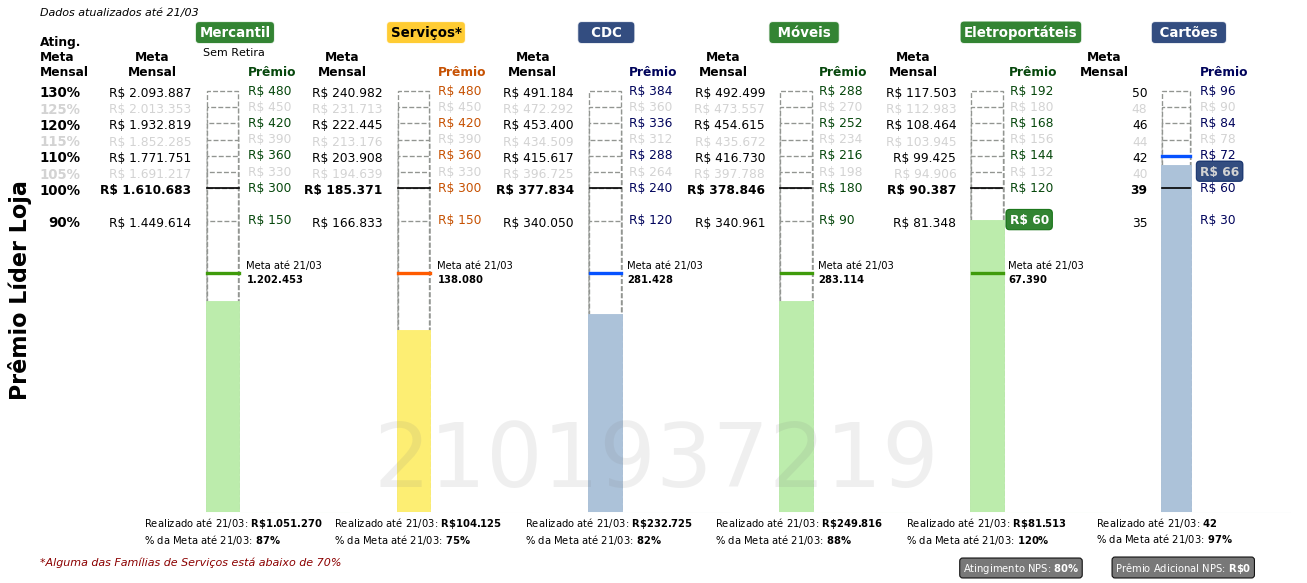 Dados atualizados até 21/03
Mercantil Serviços* CDC Móveis Eletroportáteis Cartões
Sem Retira
Ating. Meta Mensal
Meta Mensal Prêmio Meta Mensal Prêmio Meta Mensal Prêmio Meta Mensal Prêmio Meta Mensal Prêmio Meta Mensal Prêmio
130% R$ 2.093.887 R$ 480 R$ 240.982 R$ 480 R$ 491.184 R$ 384 R$ 492.499 R$ 288 R$ 117.503 R$ 192 50 R$ 96
125% R$ 2.013.353 R$ 450 R$ 231.713 R$ 450 R$ 472.292 R$ 360 R$ 473.557 R$ 270 R$ 112.983 R$ 180 48 R$ 90
120% R$ 1.932.819 R$ 420 R$ 222.445 R$ 420 R$ 453.400 R$ 336 R$ 454.615 R$ 252 R$ 108.464 R$ 168 46 R$ 84
115% R$ 1.852.285 R$ 390 R$ 213.176 R$ 390 R$ 434.509 R$ 312 R$ 435.672 R$ 234 R$ 103.945 R$ 156 44 R$ 78
110% R$ 1.771.751 R$ 360 R$ 203.908 R$ 360 R$ 415.617 R$ 288 R$ 416.730 R$ 216 R$ 99.425 R$ 144 42 R$ 72
105% R$ 1.691.217 R$ 330 R$ 194.639 R$ 330 R$ 396.725 R$ 264 R$ 397.788 R$ 198 R$ 94.906 R$ 132 40 R$ 66
100% R$ 1.610.683 R$ 300 R$ 185.371 R$ 300 R$ 377.834 R$ 240 R$ 378.846 R$ 180 R$ 90.387 R$ 120 39 R$ 60
90% R$ 1.449.614 R$ 150 R$ 166.833 R$ 150 R$ 340.050 R$ 120 R$ 340.961 R$ 90 R$ 81.348 R$ 60 35 R$ 30
Prêmio Líder Loja
Meta até 21/03 Meta até 21/03 Meta até 21/03 Meta até 21/03 Meta até 21/03
1.202.453 138.080 281.428 283.114 67.390
2101937219
Realizado até 21/03: R$1.051.270 Realizado até 21/03: R$104.125 Realizado até 21/03: R$232.725 Realizado até 21/03: R$249.816 Realizado até 21/03: R$81.513 Realizado até 21/03: 42
% da Meta até 21/03: 87% % da Meta até 21/03: 75% % da Meta até 21/03: 82% % da Meta até 21/03: 88% % da Meta até 21/03: 120% % da Meta até 21/03: 97%
*Alguma das Famílias de Serviços está abaixo de 70% Atingimento NPS: 80% Prêmio Adicional NPS: R$0